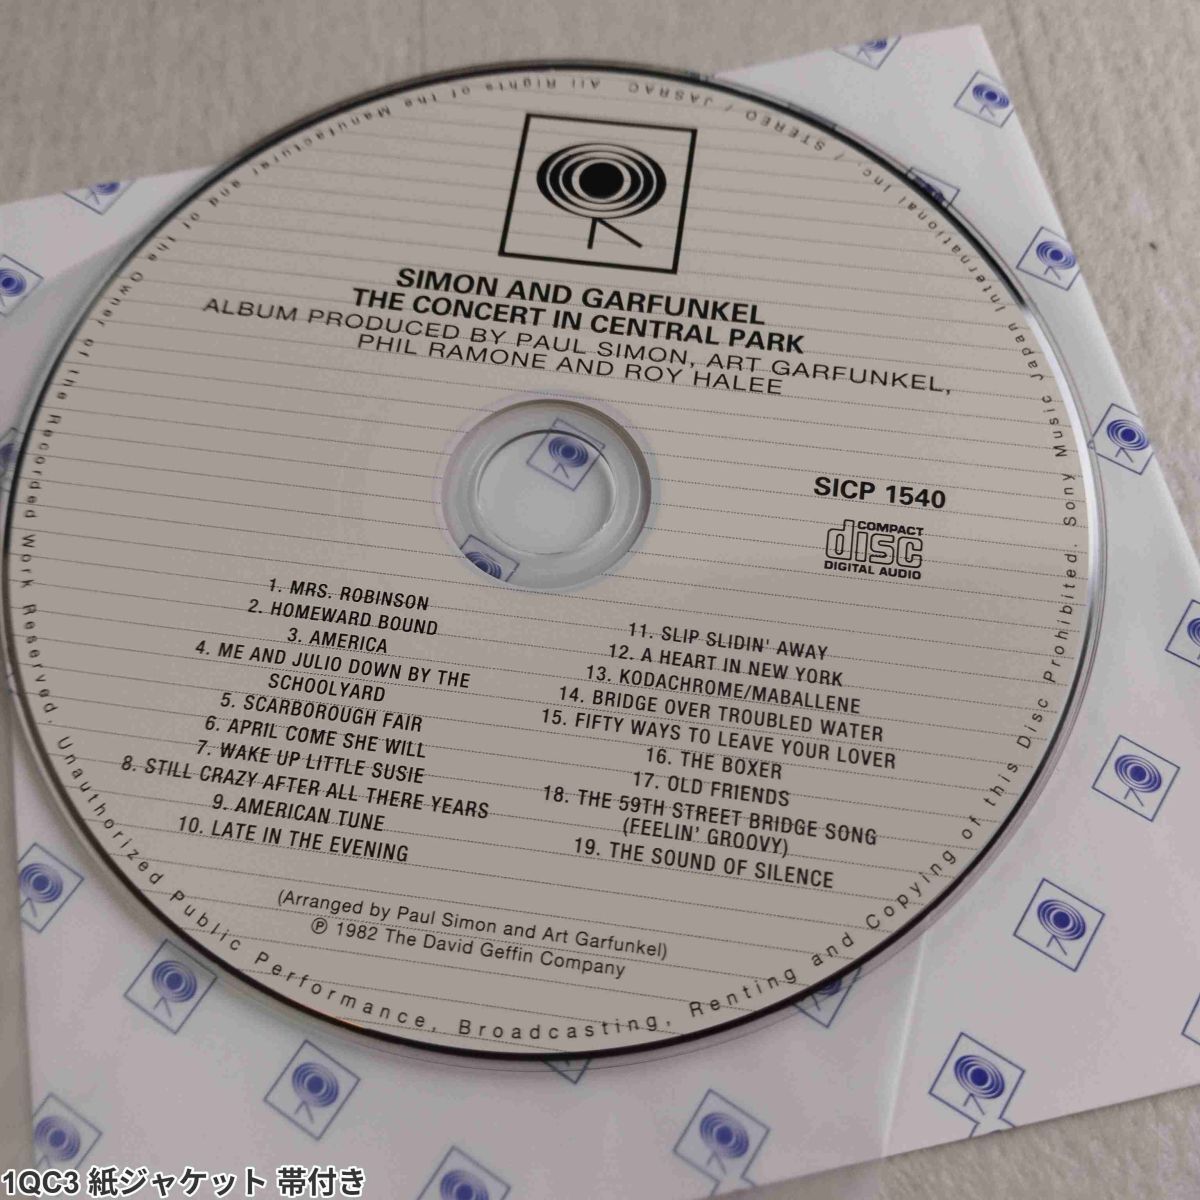 SIMON AND GARFUNKEL
THE CONCERT IN CENTRAL PARK
ALBUM PRODUCED BY PAUL SIMON, ART GARFUNKEL,
PHIL RAMONE AND ROY HALEE
SICP 1540
COMPACT
disc
DIGITAL AUDIO
1. MRS. ROBINSON
2. HOMEWARD BOUND
3. AMERICA
4. ME AND JULIO DOWN BY THE
SCHOOLYARD
5. SCARBOROUGH FAIR
6. APRIL COME SHE WILL
7. WAKE UP LITTLE SUSIE
8. STILL CRAZY AFTER ALL THERE YEARS
9. AMERICAN TUNE
10. LATE IN THE EVENING
11. SLIP SLIDIN' AWAY
12. A HEART IN NEW YORK
13. KODACHROME/MABALLENE
14. BRIDGE OVER TROUBLED WATER
15. FIFTY WAYS TO LEAVE YOUR LOVER
16. THE BOXER
17. OLD FRIENDS
18. THE 59TH STREET BRIDGE SONG
(FEELIN' GROOVY)
19. THE SOUND OF SILENCE
(Arranged by Paul Simon and Art Garfunkel)
℗ 1982 The David Geffin Company
All Rights of the Manufacturer and of the Owner of the Recorded Work Reserved. Unauthorized Public Performance, Broadcasting, Renting and Copying of this Disc Prohibited. Sony Music Japan International Inc. / STEREO / JASRAC
1QC3 紙ジャケット 帯付き